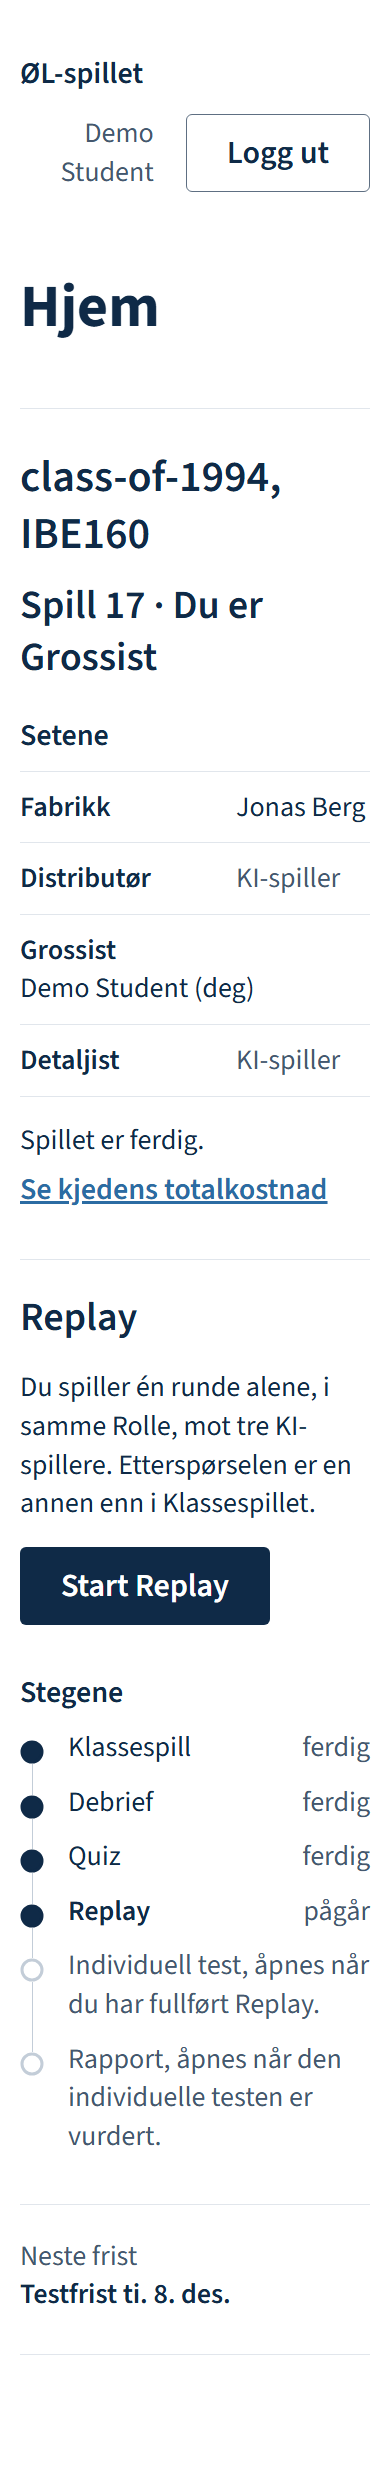 ØL-spillet
Demo
Student
Logg ut
Hjem
class-of-1994,
IBE160
Spill 17 · Du er
Grossist
Setene
Fabrikk Jonas Berg
Distributør KI-spiller
Grossist
Demo Student (deg)
Detaljist KI-spiller
Spillet er ferdig.
Se kjedens totalkostnad
Replay
Du spiller én runde alene, i
samme Rolle, mot tre KI-
spillere. Etterspørselen er en
annen enn i Klassespillet.
Start Replay
Stegene
Klassespill ferdig
Debrief ferdig
Quiz ferdig
Replay pågår
Individuell test, åpnes når
du har fullført Replay.
Rapport, åpnes når den
individuelle testen er
vurdert.
Neste frist
Testfrist ti. 8. des.